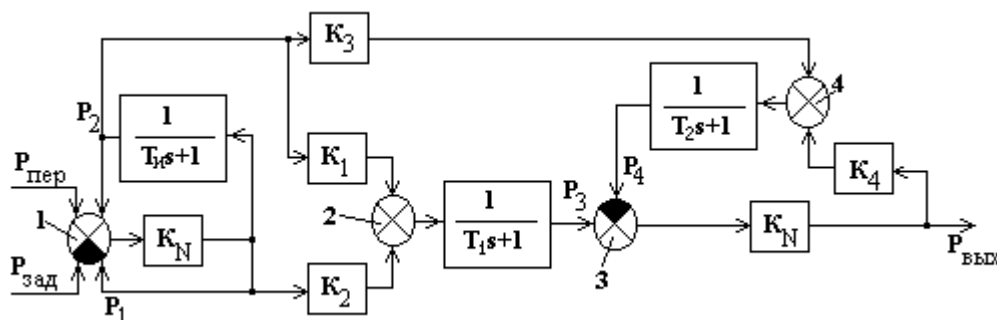 K3
1
T2s+1
4
P2
1
TИs+1
Pпер
K1
P4
K4
1
KN
2
1
T1s+1
P3
3
KN
Pвых
Pзад
P1
K2